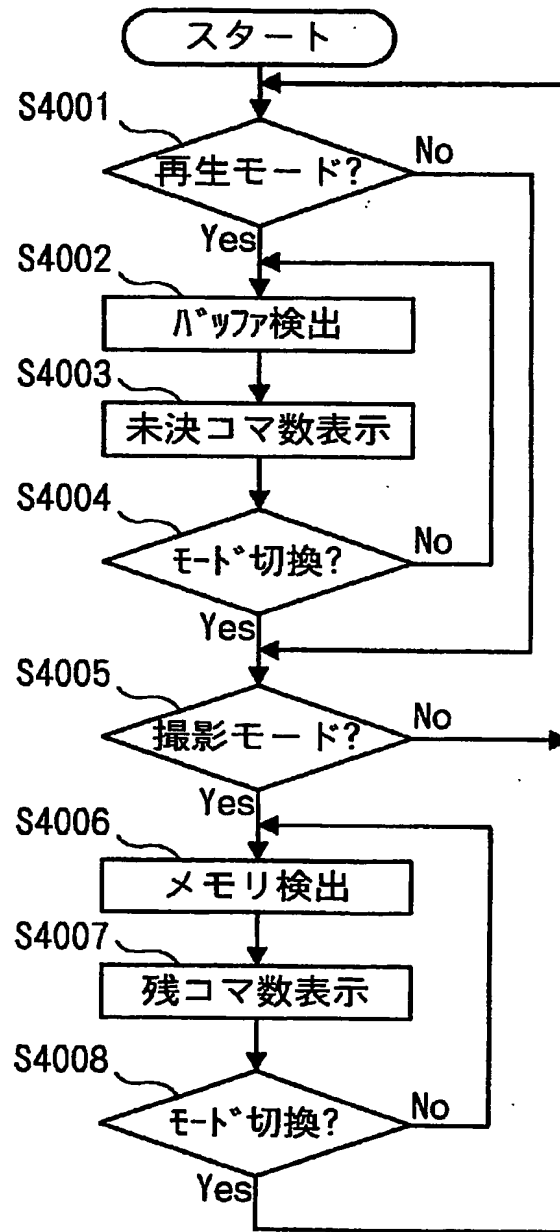 スタート
S4001
再生モード?
No
Yes
S4002
バッファ検出
S4003
未決コマ数表示
S4004
モード切換?
No
Yes
S4005
撮影モード?
No
Yes
S4006
メモリ検出
S4007
残コマ数表示
S4008
モード切換?
No
Yes